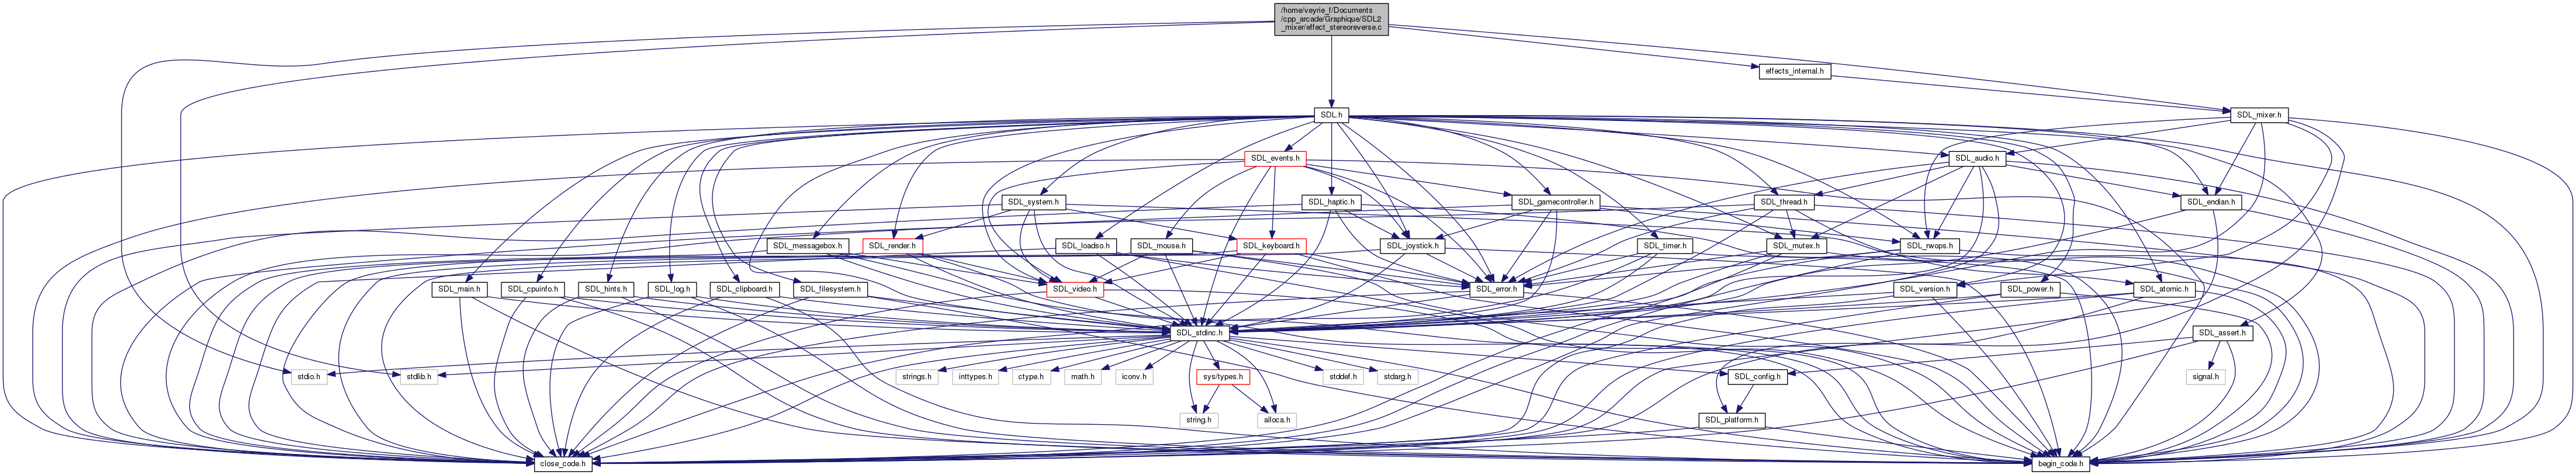 /home/veyrie_f/Documents
/cpp_arcade/Graphique/SDL2
_mixer/effect_stereoreverse.c
effects_internal.h
SDL.h
SDL_mixer.h
SDL_events.h
SDL_audio.h
SDL_system.h
SDL_haptic.h
SDL_gamecontroller.h
SDL_thread.h
SDL_endian.h
SDL_messagebox.h
SDL_render.h
SDL_loadso.h
SDL_mouse.h
SDL_keyboard.h
SDL_joystick.h
SDL_timer.h
SDL_mutex.h
SDL_rwops.h
SDL_main.h
SDL_cpuinfo.h
SDL_hints.h
SDL_log.h
SDL_clipboard.h
SDL_filesystem.h
SDL_video.h
SDL_error.h
SDL_version.h
SDL_power.h
SDL_atomic.h
SDL_stdinc.h
SDL_assert.h
stdio.h
stdlib.h
strings.h
inttypes.h
ctype.h
math.h
iconv.h
sys/types.h
stddef.h
stdarg.h
SDL_config.h
signal.h
string.h
alloca.h
SDL_platform.h
close_code.h
begin_code.h